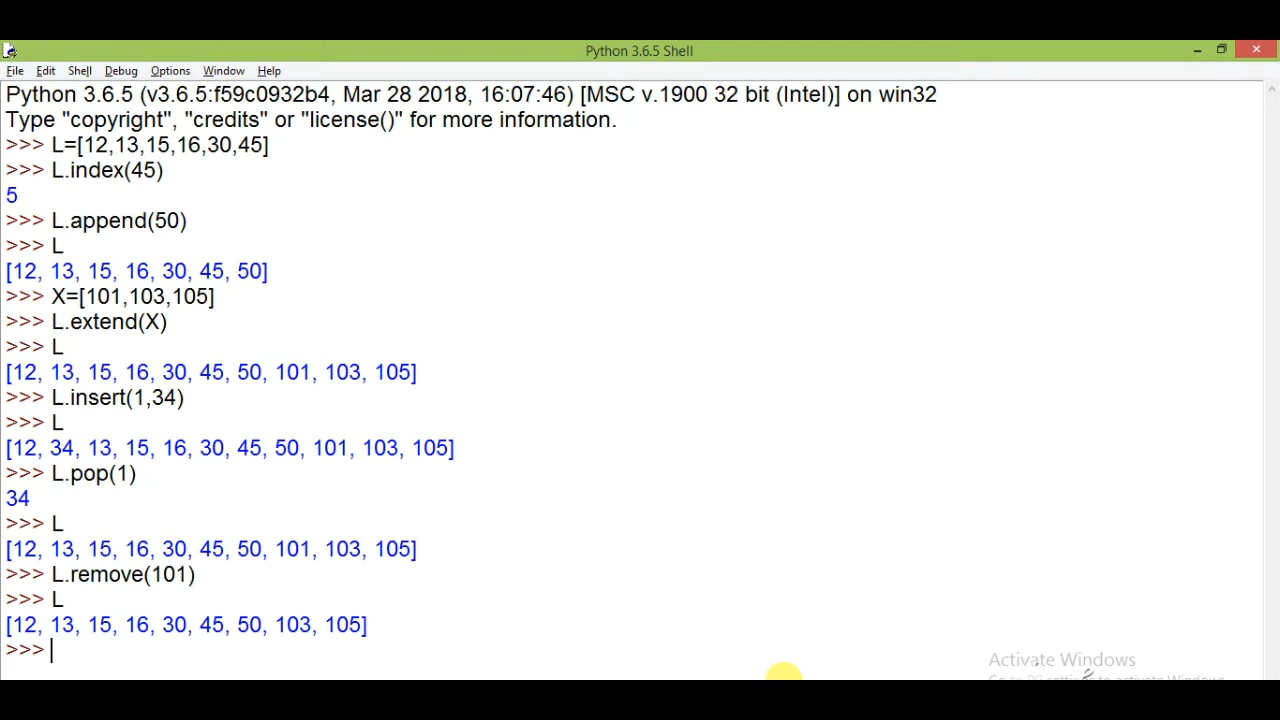 Python 3.6.5 Shell
File Edit Shell Debug Options Window Help
Python 3.6.5 (v3.6.5:f59c0932b4, Mar 28 2018, 16:07:46) [MSC v.1900 32 bit (Intel)] on win32
Type "copyright", "credits" or "license()" for more information.
>>> L=[12,13,15,16,30,45]
>>> L.index(45)
5
>>> L.append(50)
>>> L
[12, 13, 15, 16, 30, 45, 50]
>>> X=[101,103,105]
>>> L.extend(X)
>>> L
[12, 13, 15, 16, 30, 45, 50, 101, 103, 105]
>>> L.insert(1,34)
>>> L
[12, 34, 13, 15, 16, 30, 45, 50, 101, 103, 105]
>>> L.pop(1)
34
>>> L
[12, 13, 15, 16, 30, 45, 50, 101, 103, 105]
>>> L.remove(101)
>>> L
[12, 13, 15, 16, 30, 45, 50, 103, 105]
>>>
Activate Windows